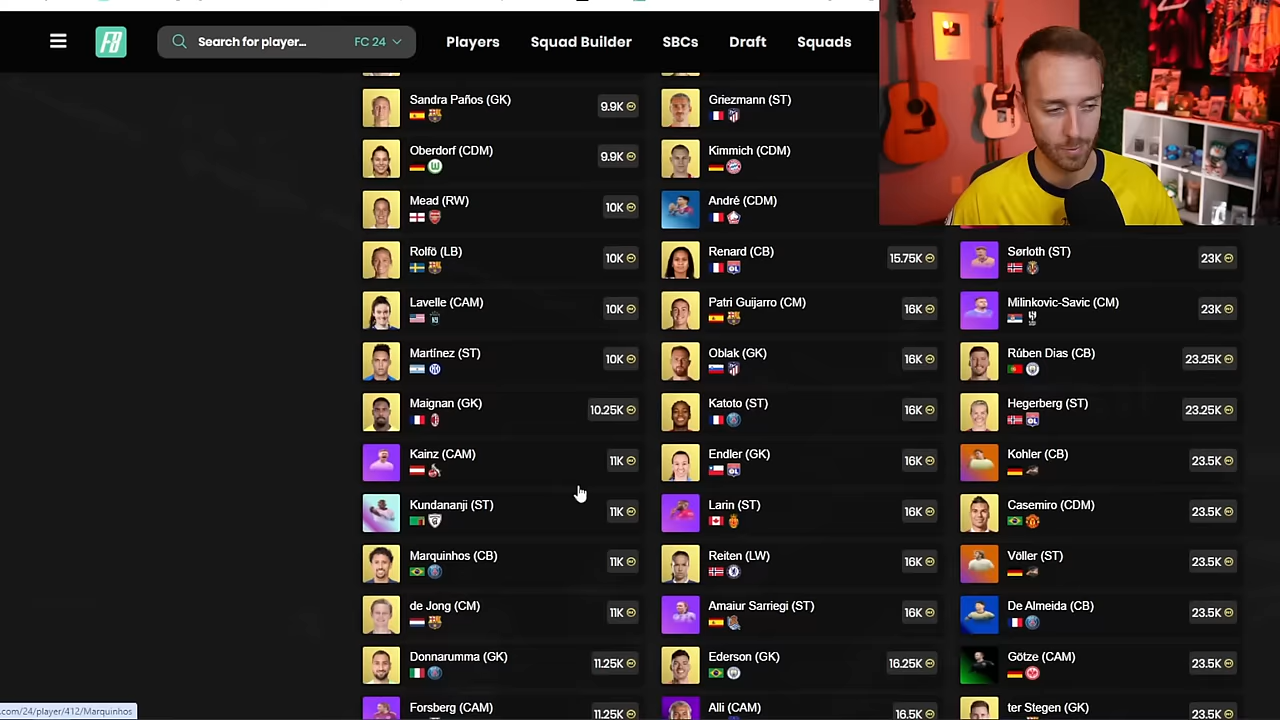 FB
Search for player...
FC 24
Players
Squad Builder
SBCs
Draft
Squads
Sandra Paños (GK)
9.9K
Oberdorf (CDM)
9.9K
Mead (RW)
10K
Rolfö (LB)
10K
Lavelle (CAM)
10K
Martínez (ST)
10K
Maignan (GK)
10.25K
Kainz (CAM)
11K
Kundananji (ST)
11K
Marquinhos (CB)
11K
de Jong (CM)
11K
Donnarumma (GK)
11.25K
Forsberg (CAM)
11.25K
Griezmann (ST)
Kimmich (CDM)
André (CDM)
Renard (CB)
15.75K
Patri Guijarro (CM)
16K
Oblak (GK)
16K
Katoto (ST)
16K
Endler (GK)
16K
Larin (ST)
16K
Reiten (LW)
16K
Amaiur Sarriegi (ST)
16K
Ederson (GK)
16.25K
Alli (CAM)
16.5K
Sørloth (ST)
23K
Milinkovic-Savic (CM)
23K
Rúben Dias (CB)
23.25K
Hegerberg (ST)
23.25K
Kohler (CB)
23.5K
Casemiro (CDM)
23.5K
Völler (ST)
23.5K
De Almeida (CB)
23.5K
Götze (CAM)
23.5K
ter Stegen (GK)
23.5K
.com/24/player/412/Marquinhos